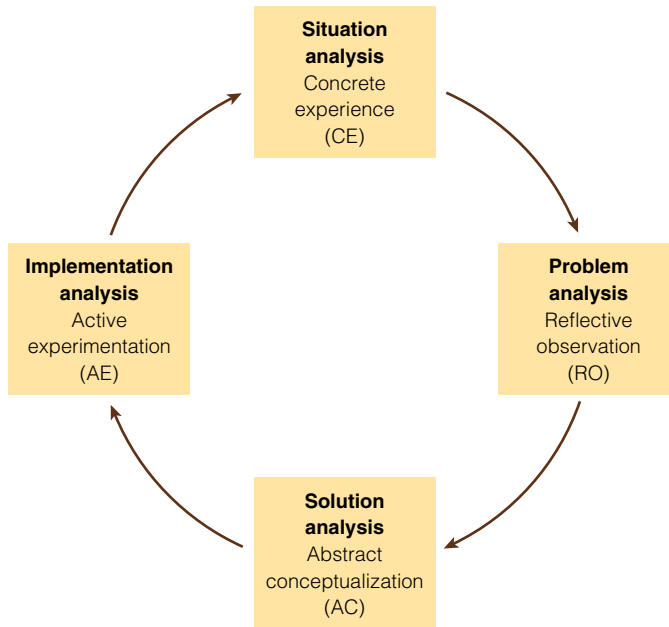 Situation
analysis
Concrete
experience
(CE)
Implementation
analysis
Active
experimentation
(AE)
Problem
analysis
Reflective
observation
(RO)
Solution
analysis
Abstract
conceptualization
(AC)